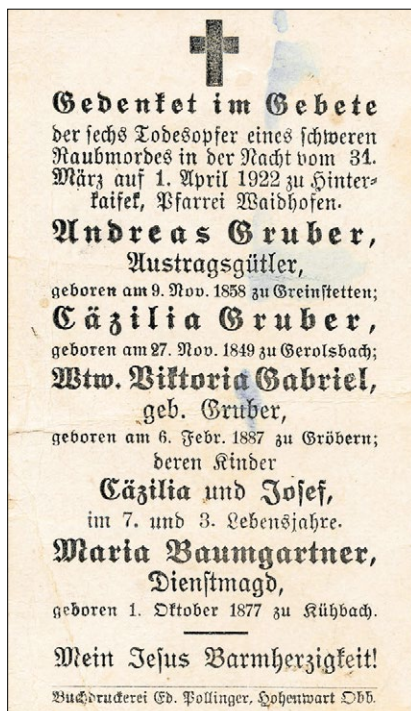 Gedenket im Gebete
der sechs Todesopfer eines schweren
Raubmordes in der Nacht vom 31.
März auf 1. April 1922 zu Hinter-
kaifek, Pfarrei Waidhofen.
Andreas Gruber,
Austragsgütler,
geboren am 9. Nov. 1858 zu Greinstetten;
Cäzilia Gruber,
geboren am 27. Nov. 1849 zu Gerolsbach;
Wtw. Viktoria Gabriel,
geb. Gruber,
geboren am 6. Febr. 1887 zu Gröbern;
deren Kinder
Cäzilia und Josef,
im 7. und 3. Lebensjahre.
Maria Baumgartner,
Dienstmagd,
geboren 1. Oktober 1877 zu Kühbach.
Mein Jesus Barmherzigkeit!
Buchdruckerei Ed. Pollinger, Hohenwart Obb.